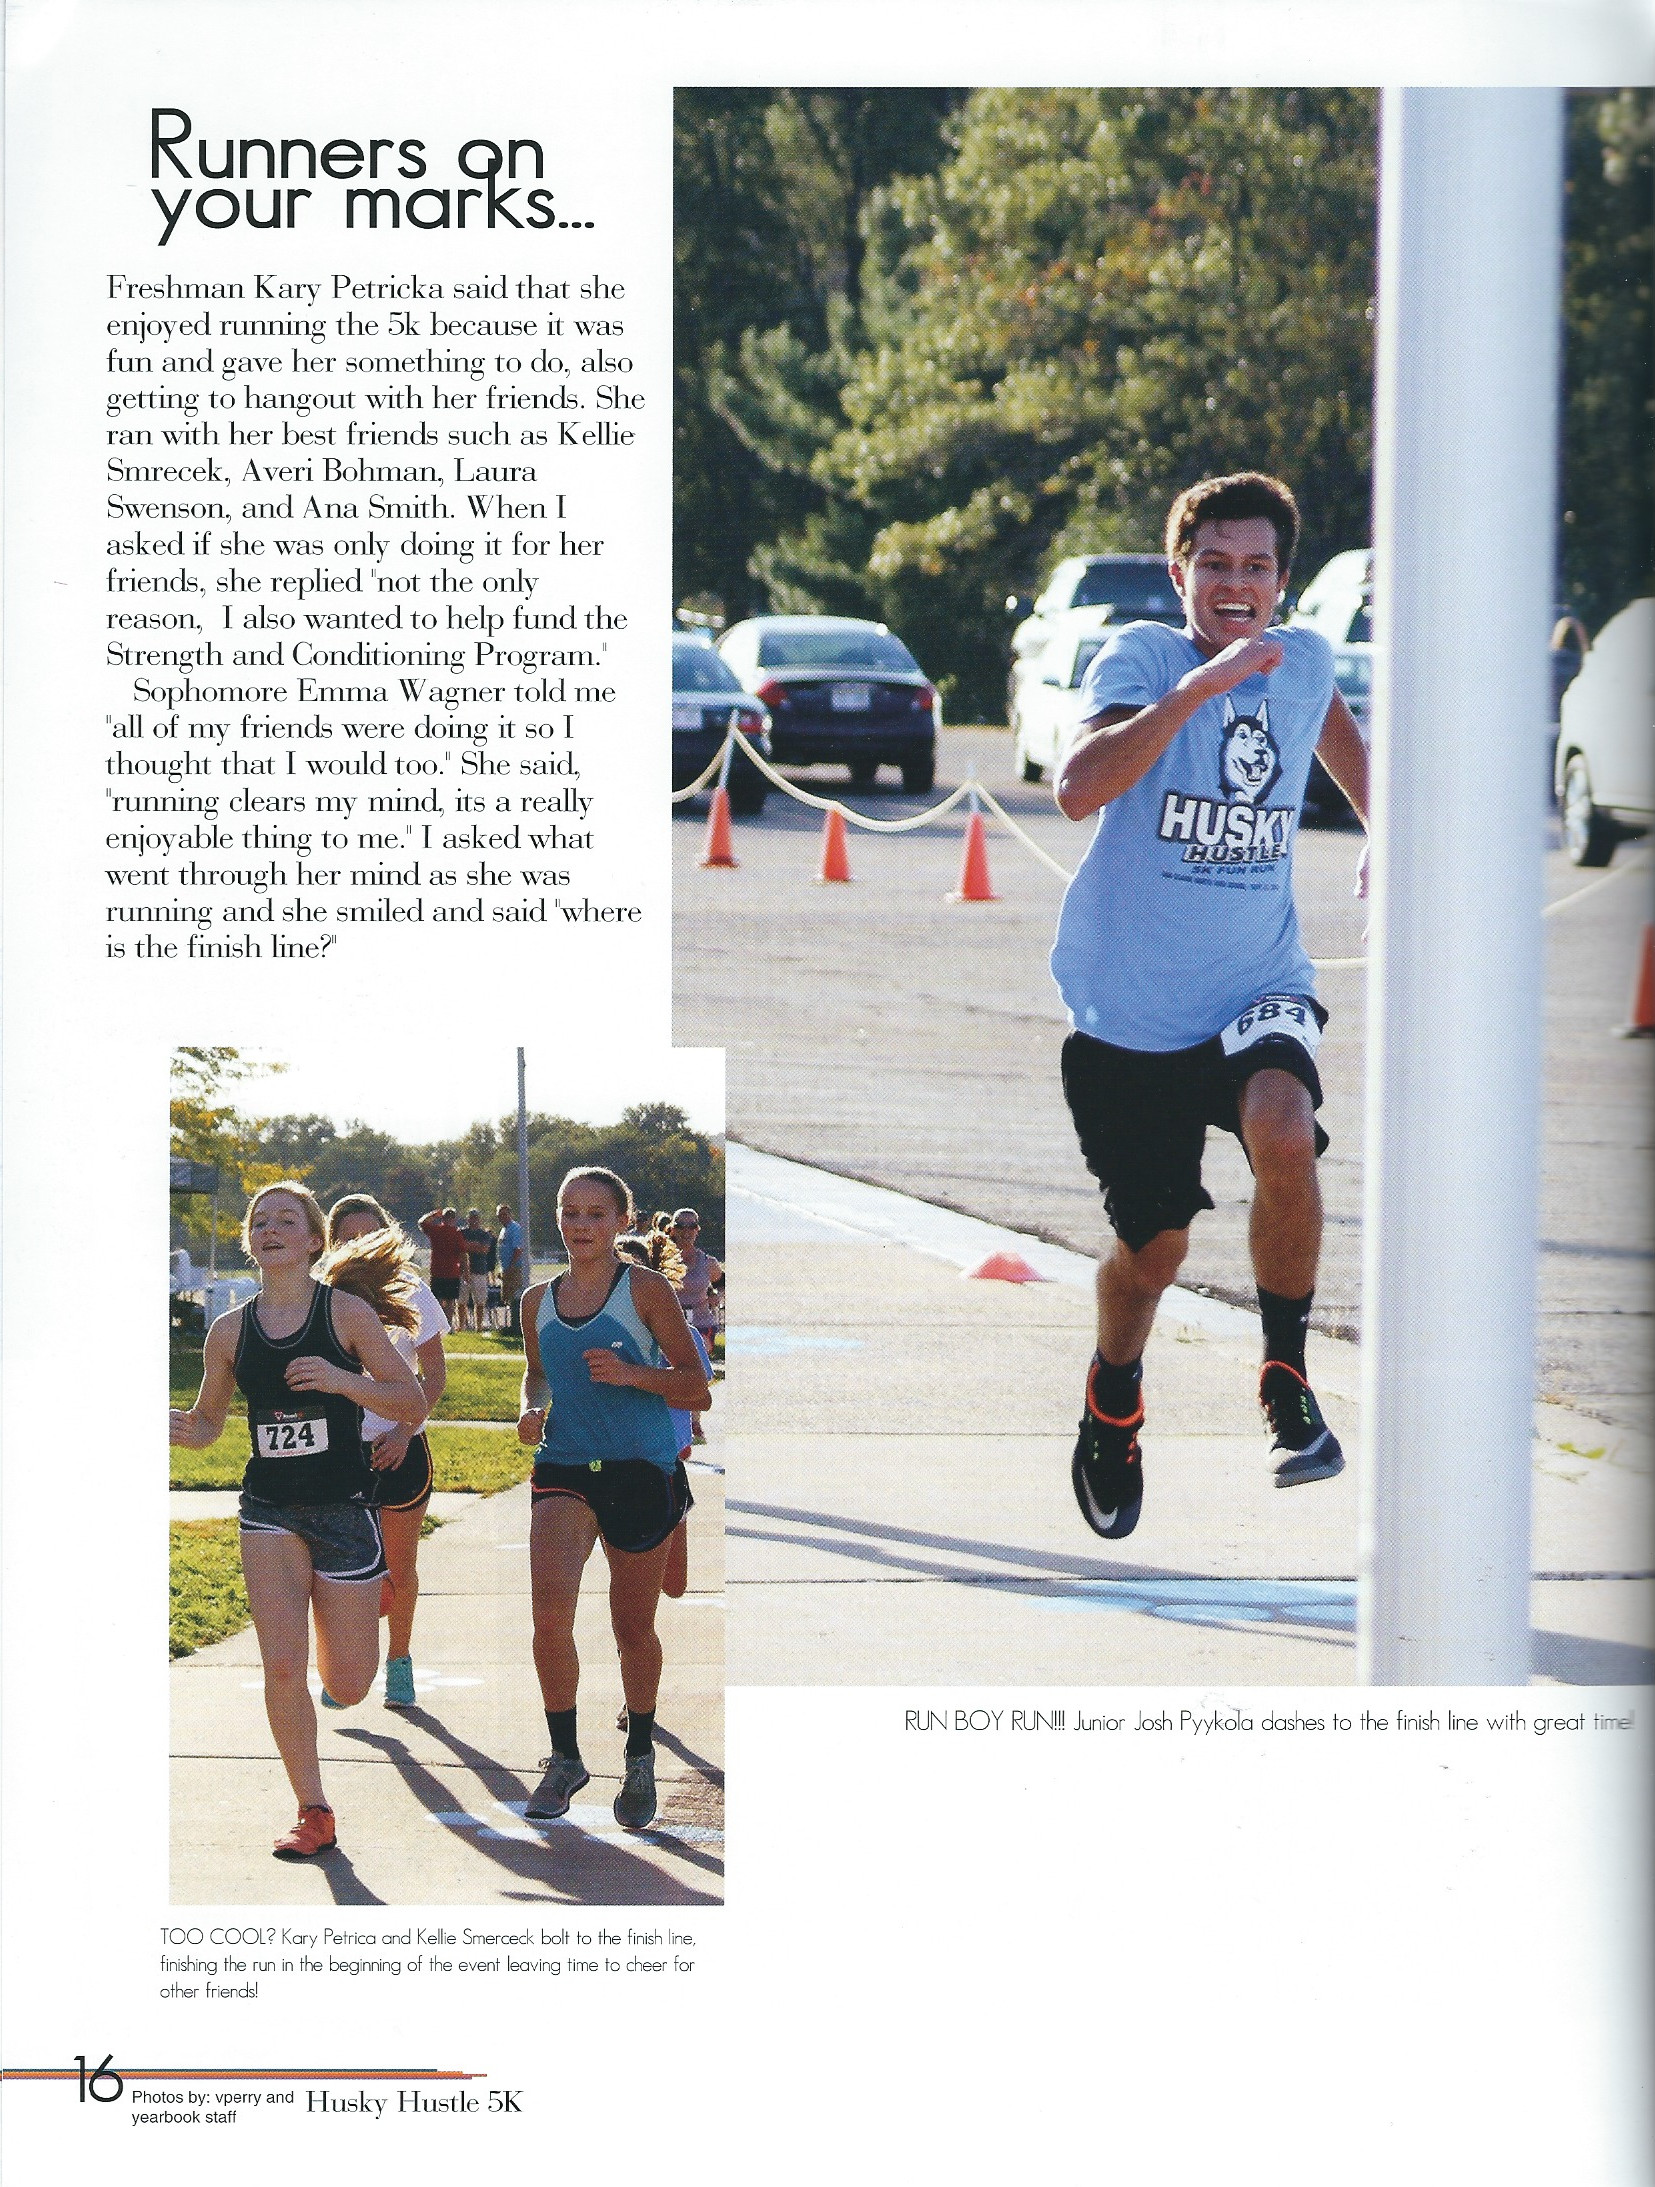 Runners on
your marks...
Freshman Kary Petricka said that she
enjoyed running the 5k because it was
fun and gave her something to do, also
getting to hangout with her friends. She
ran with her best friends such as Kellie
Smrecek, Averi Bohman, Laura
Swenson, and Ana Smith. When I
asked if she was only doing it for her
friends, she replied "not the only
reason, I also wanted to help fund the
Strength and Conditioning Program."
Sophomore Emma Wagner told me
"all of my friends were doing it so I
thought that I would too." She said,
"running clears my mind, its a really
enjoyable thing to me." I asked what
went through her mind as she was
running and she smiled and said "where
is the finish line?"
HUSKY
HUSTLE
5K FUN RUN
684
RUN BOY RUN!!! Junior Josh Pyykola dashes to the finish line with great time!
724
TOO COOL? Kary Petrica and Kellie Smerceck bolt to the finish line,
finishing the run in the beginning of the event leaving time to cheer for
other friends!
16
Photos by: vperry and
yearbook staff
Husky Hustle 5K